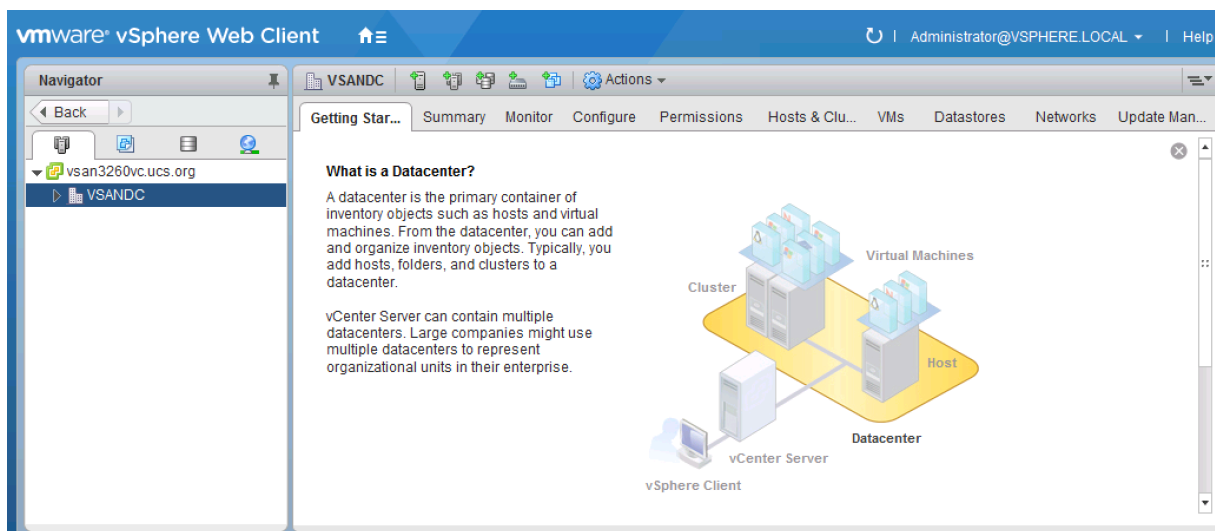 vmware® vSphere Web Client
Administrator@VSPHERE.LOCAL
Help
Navigator
Back
vsan3260vc.ucs.org
VSANDC
VSANDC
Actions
Getting Star... Summary Monitor Configure Permissions Hosts & Clu... VMs Datastores Networks Update Man...
What is a Datacenter?
A datacenter is the primary container of
inventory objects such as hosts and virtual
machines. From the datacenter, you can add
and organize inventory objects. Typically, you
add hosts, folders, and clusters to a
datacenter.
vCenter Server can contain multiple
datacenters. Large companies might use
multiple datacenters to represent
organizational units in their enterprise.
Virtual Machines
Cluster
Host
Datacenter
vCenter Server
vSphere Client